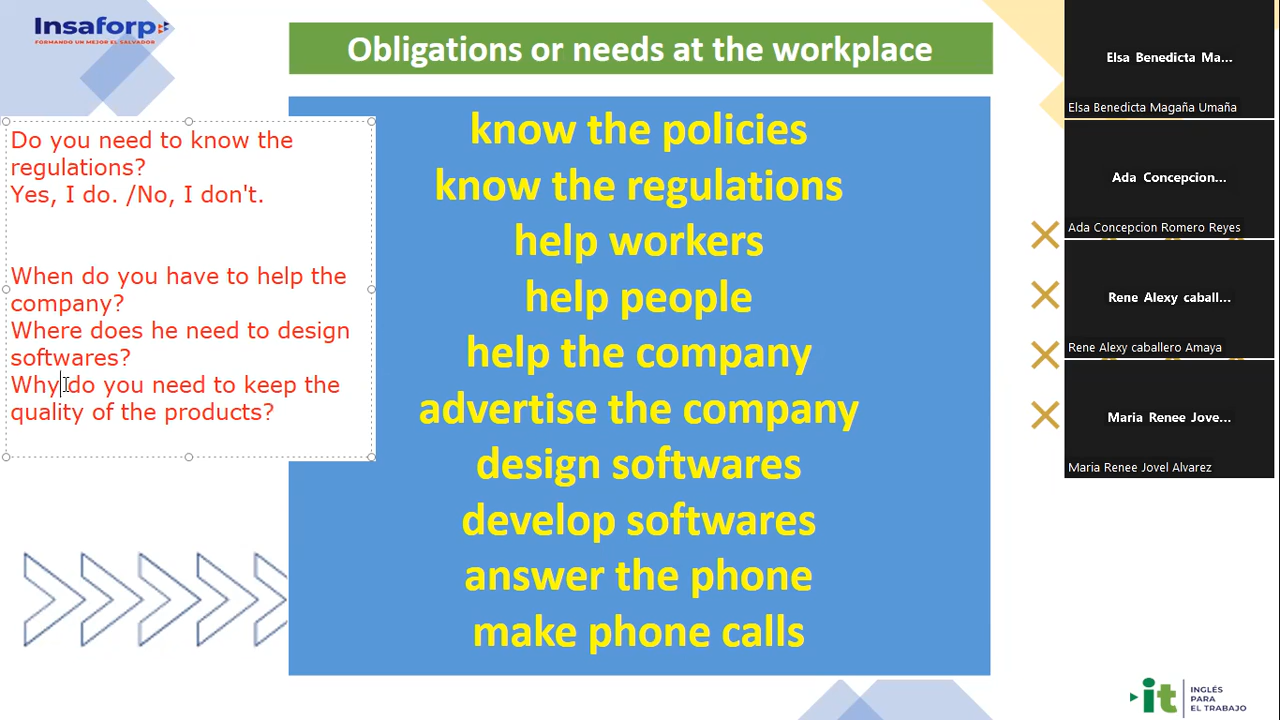 Insaforp
FORMANDO UN MEJOR EL SALVADOR
Obligations or needs at the workplace
Do you need to know the
regulations?
Yes, I do. /No, I don't.
When do you have to help the
company?
Where does he need to design
softwares?
Why do you need to keep the
quality of the products?
know the policies
know the regulations
help workers
help people
help the company
advertise the company
design softwares
develop softwares
answer the phone
make phone calls
Elsa Benedicta Ma...
Elsa Benedicta Magaña Umaña
Ada Concepcion...
Ada Concepcion Romero Reyes
Rene Alexy caball...
Rene Alexy caballero Amaya
Maria Renee Jove...
Maria Renee Jovel Alvarez
it
INGLÉS
PARA
EL TRABAJO